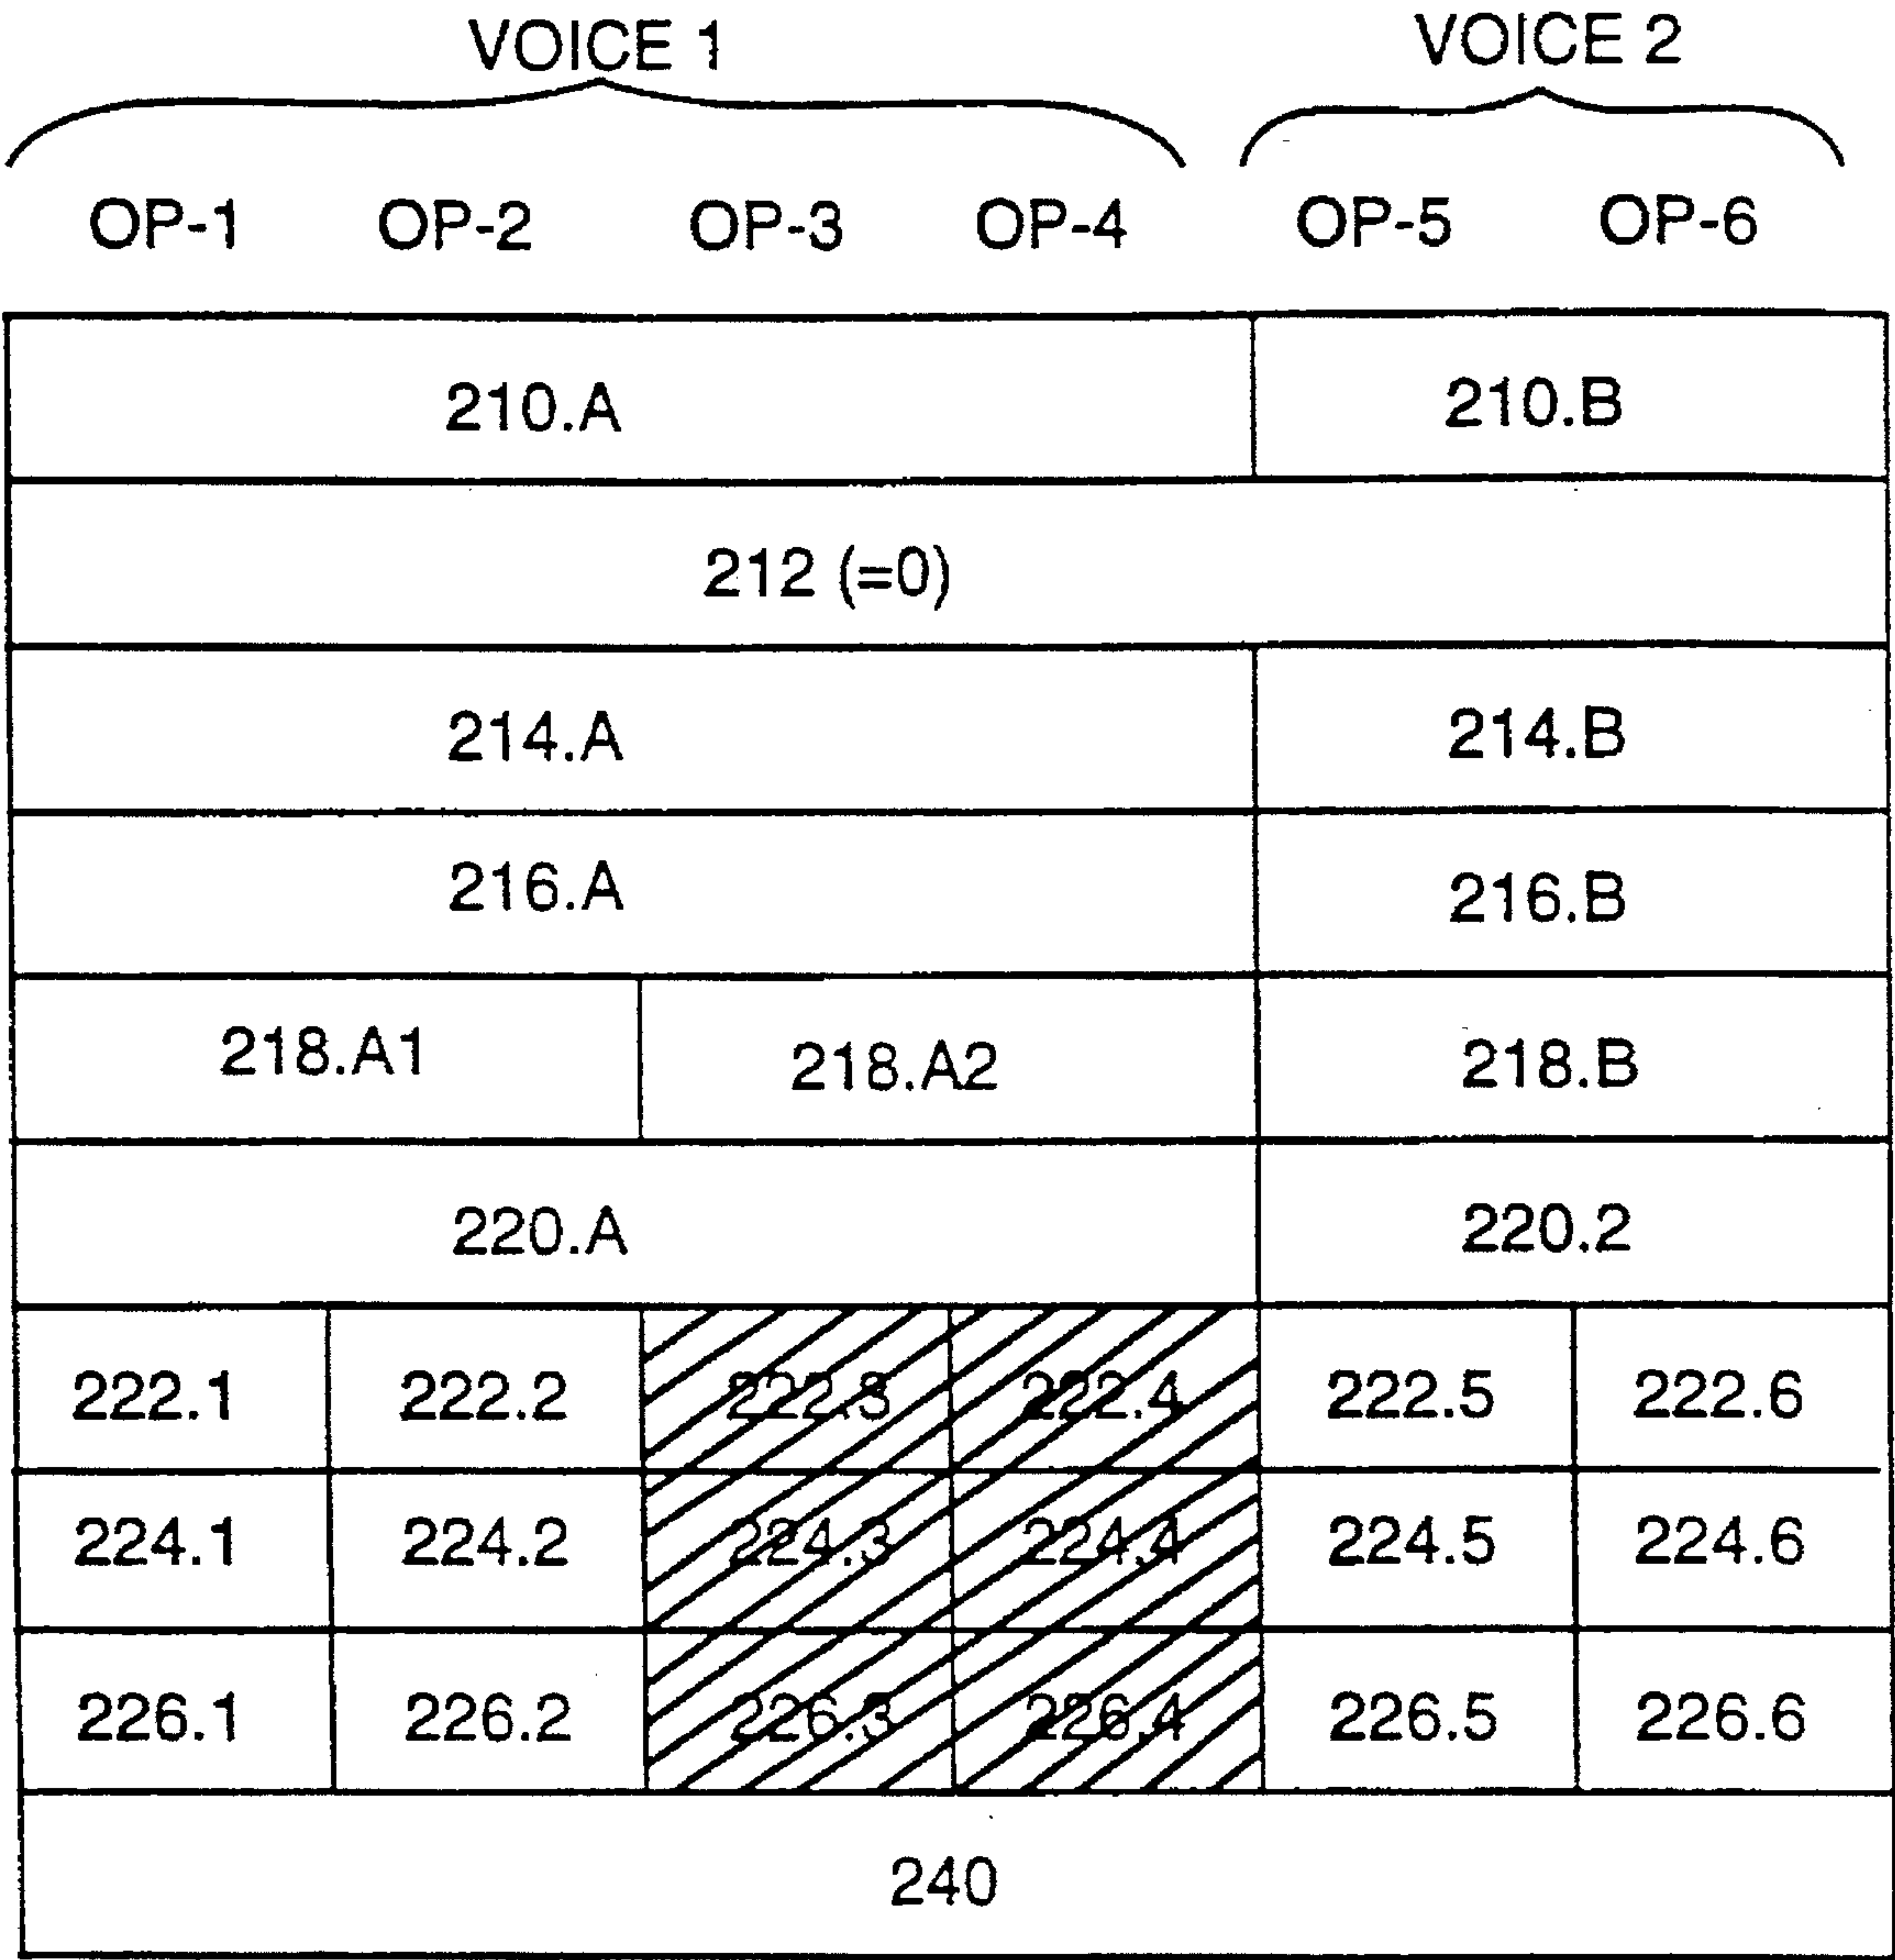 VOICE 1 VOICE 2
OP-1 OP-2 OP-3 OP-4 OP-5 OP-6
210.A 210.B
212 (=0)
214.A 214.B
216.A 216.B
218.A1 218.A2 218.B
220.A 220.2
222.1 222.2 222.3 222.4 222.5 222.6
224.1 224.2 224.3 224.4 224.5 224.6
226.1 226.2 226.3 226.4 226.5 226.6
240